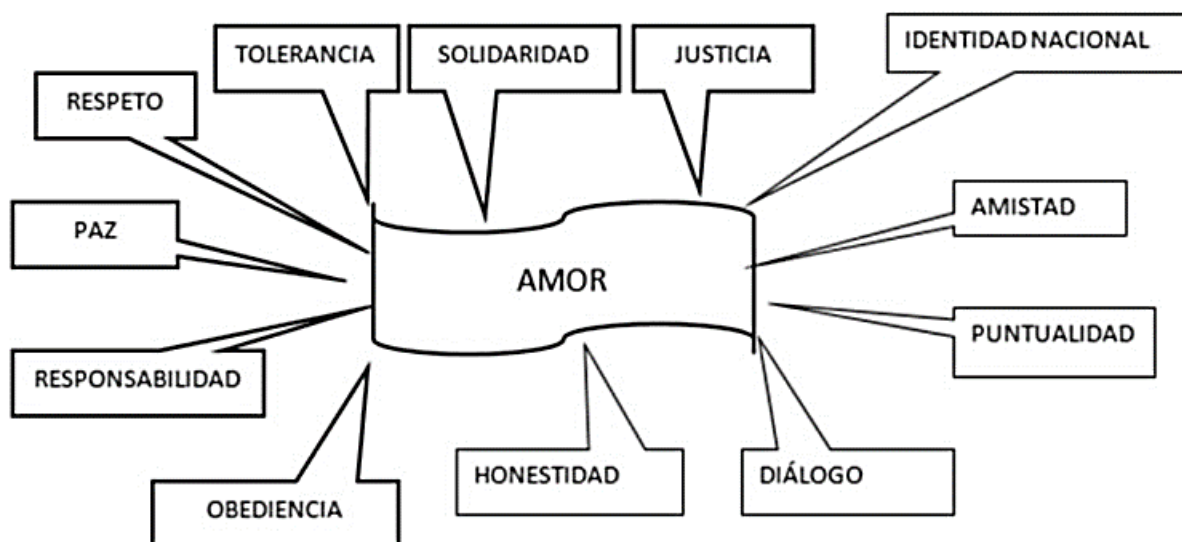 IDENTIDAD NACIONAL
TOLERANCIA
SOLIDARIDAD
JUSTICIA
RESPETO
AMISTAD
PAZ
AMOR
PUNTUALIDAD
RESPONSABILIDAD
HONESTIDAD
DIÁLOGO
OBEDIENCIA